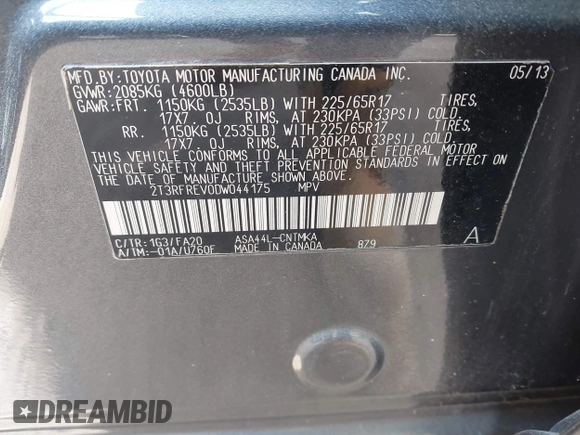 MFD.BY:TOYOTA MOTOR MANUFACTURING CANADA INC. 05/13
GVWR:2085KG (4600LB)
GAWR:FRT. 1150KG (2535LB) WITH 225/65R17 TIRES,
17X7.0J RIMS, AT 230KPA (33PSI) COLD.
RR. 1150KG (2535LB) WITH 225/65R17 TIRES,
17X7.0J RIMS, AT 230KPA (33PSI) COLD.
THIS VEHICLE CONFORMS TO ALL APPLICABLE FEDERAL MOTOR
VEHICLE SAFETY AND THEFT PREVENTION STANDARDS IN EFFECT ON
THE DATE OF MANUFACTURE SHOWN ABOVE.
2T3RFREV0DW044175 MPV
C/TR:1G3/FA20 ASA44L-CNTMKA 879
A/TM:-01A/U760F MADE IN CANADA A
DREAMBID